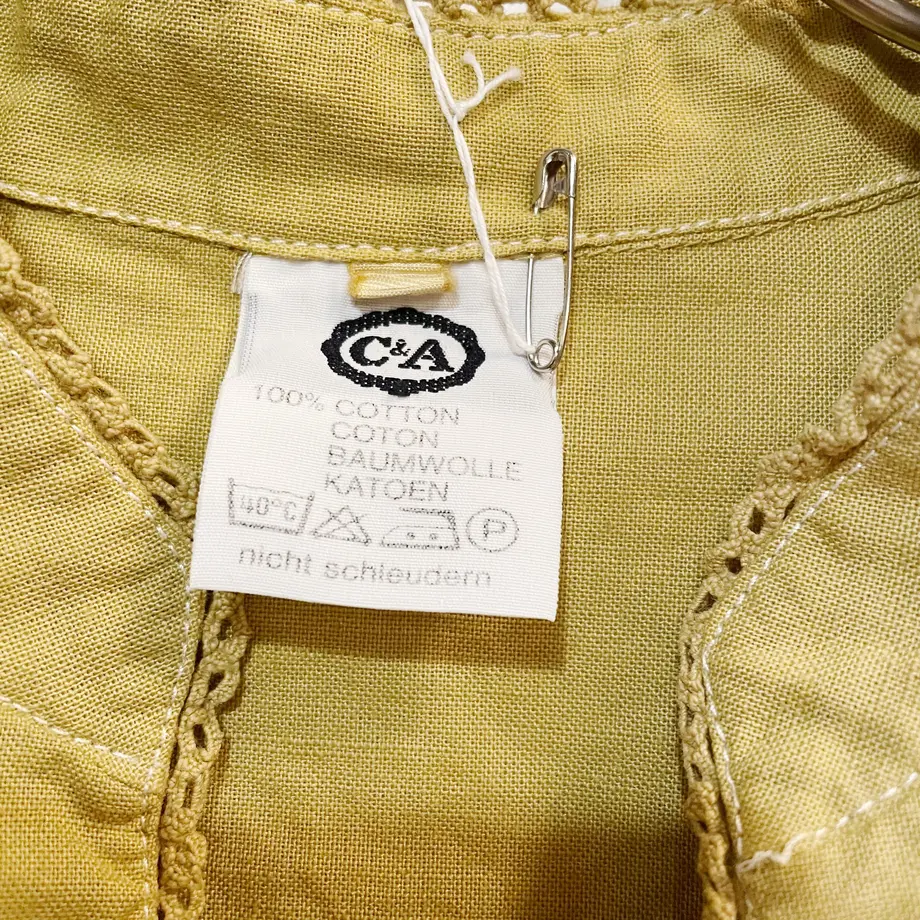 C&A
100% COTTON
COTON
BAUMWOLLE
KATOEN
40°C P
nicht schleudern